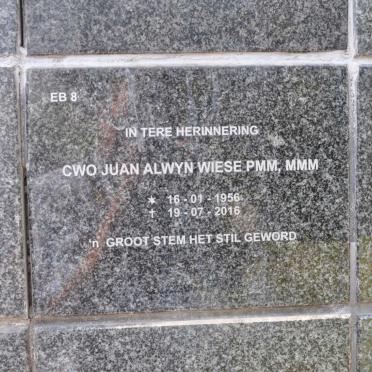 EB 8
IN TERE HERINNERING
CWO JUAN ALWYN WIESE PMM, MMM
✶ 16 - 01 - 1956
† 19 - 07 - 2016
'n GROOT STEM HET STIL GEWORD